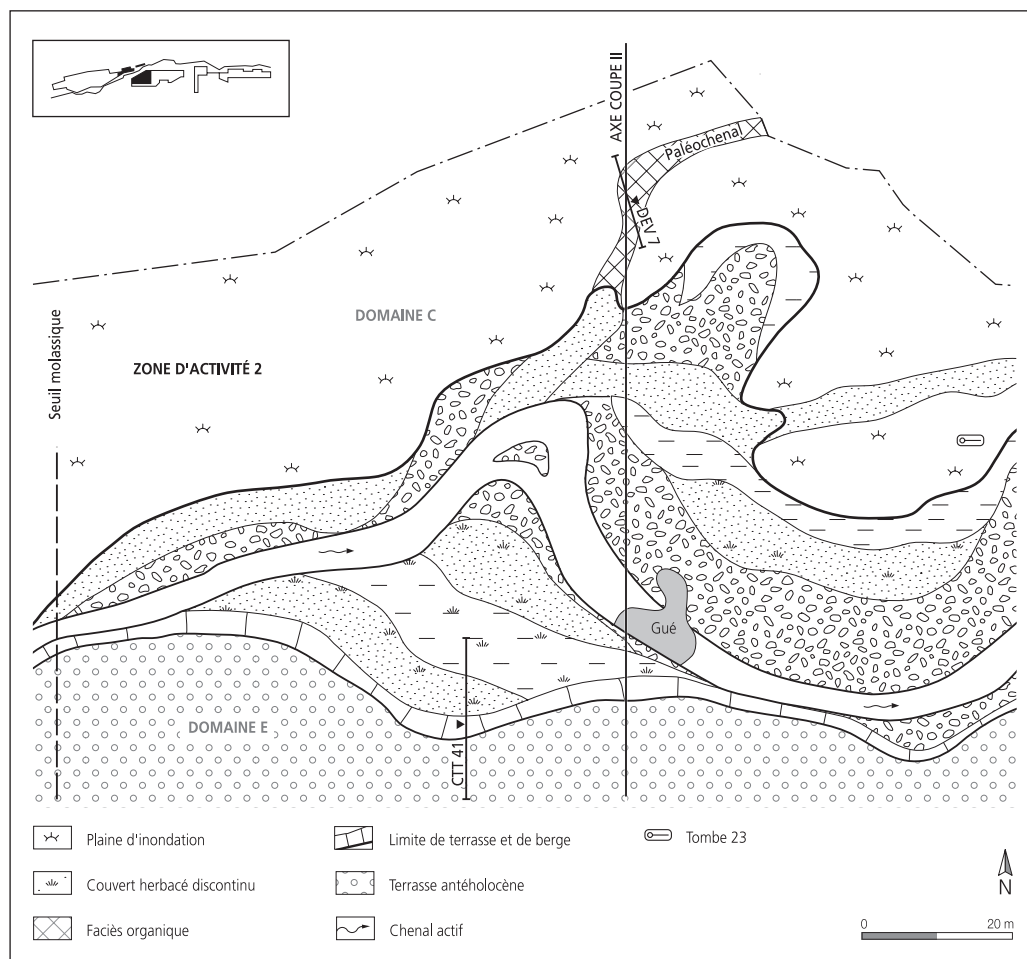 AXE COUPE II
Paléochenal
DEV 7
DOMAINE C
Seuil molassique
ZONE D'ACTIVITÉ 2
Gué
DOMAINE E
CTT 41
Plaine d'inondation
Limite de terrasse et de berge
Tombe 23
Couvert herbacé discontinu
Terrasse antéholocène
Faciès organique
Chenal actif
N
0 20 m